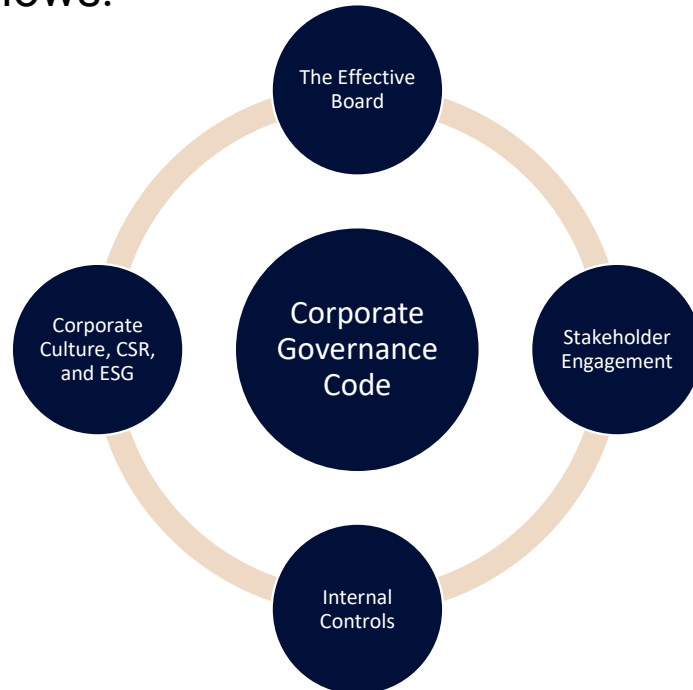 The Effective
Board
Corporate
Culture, CSR,
and ESG
Corporate
Governance
Code
Stakeholder
Engagement
Internal
Controls